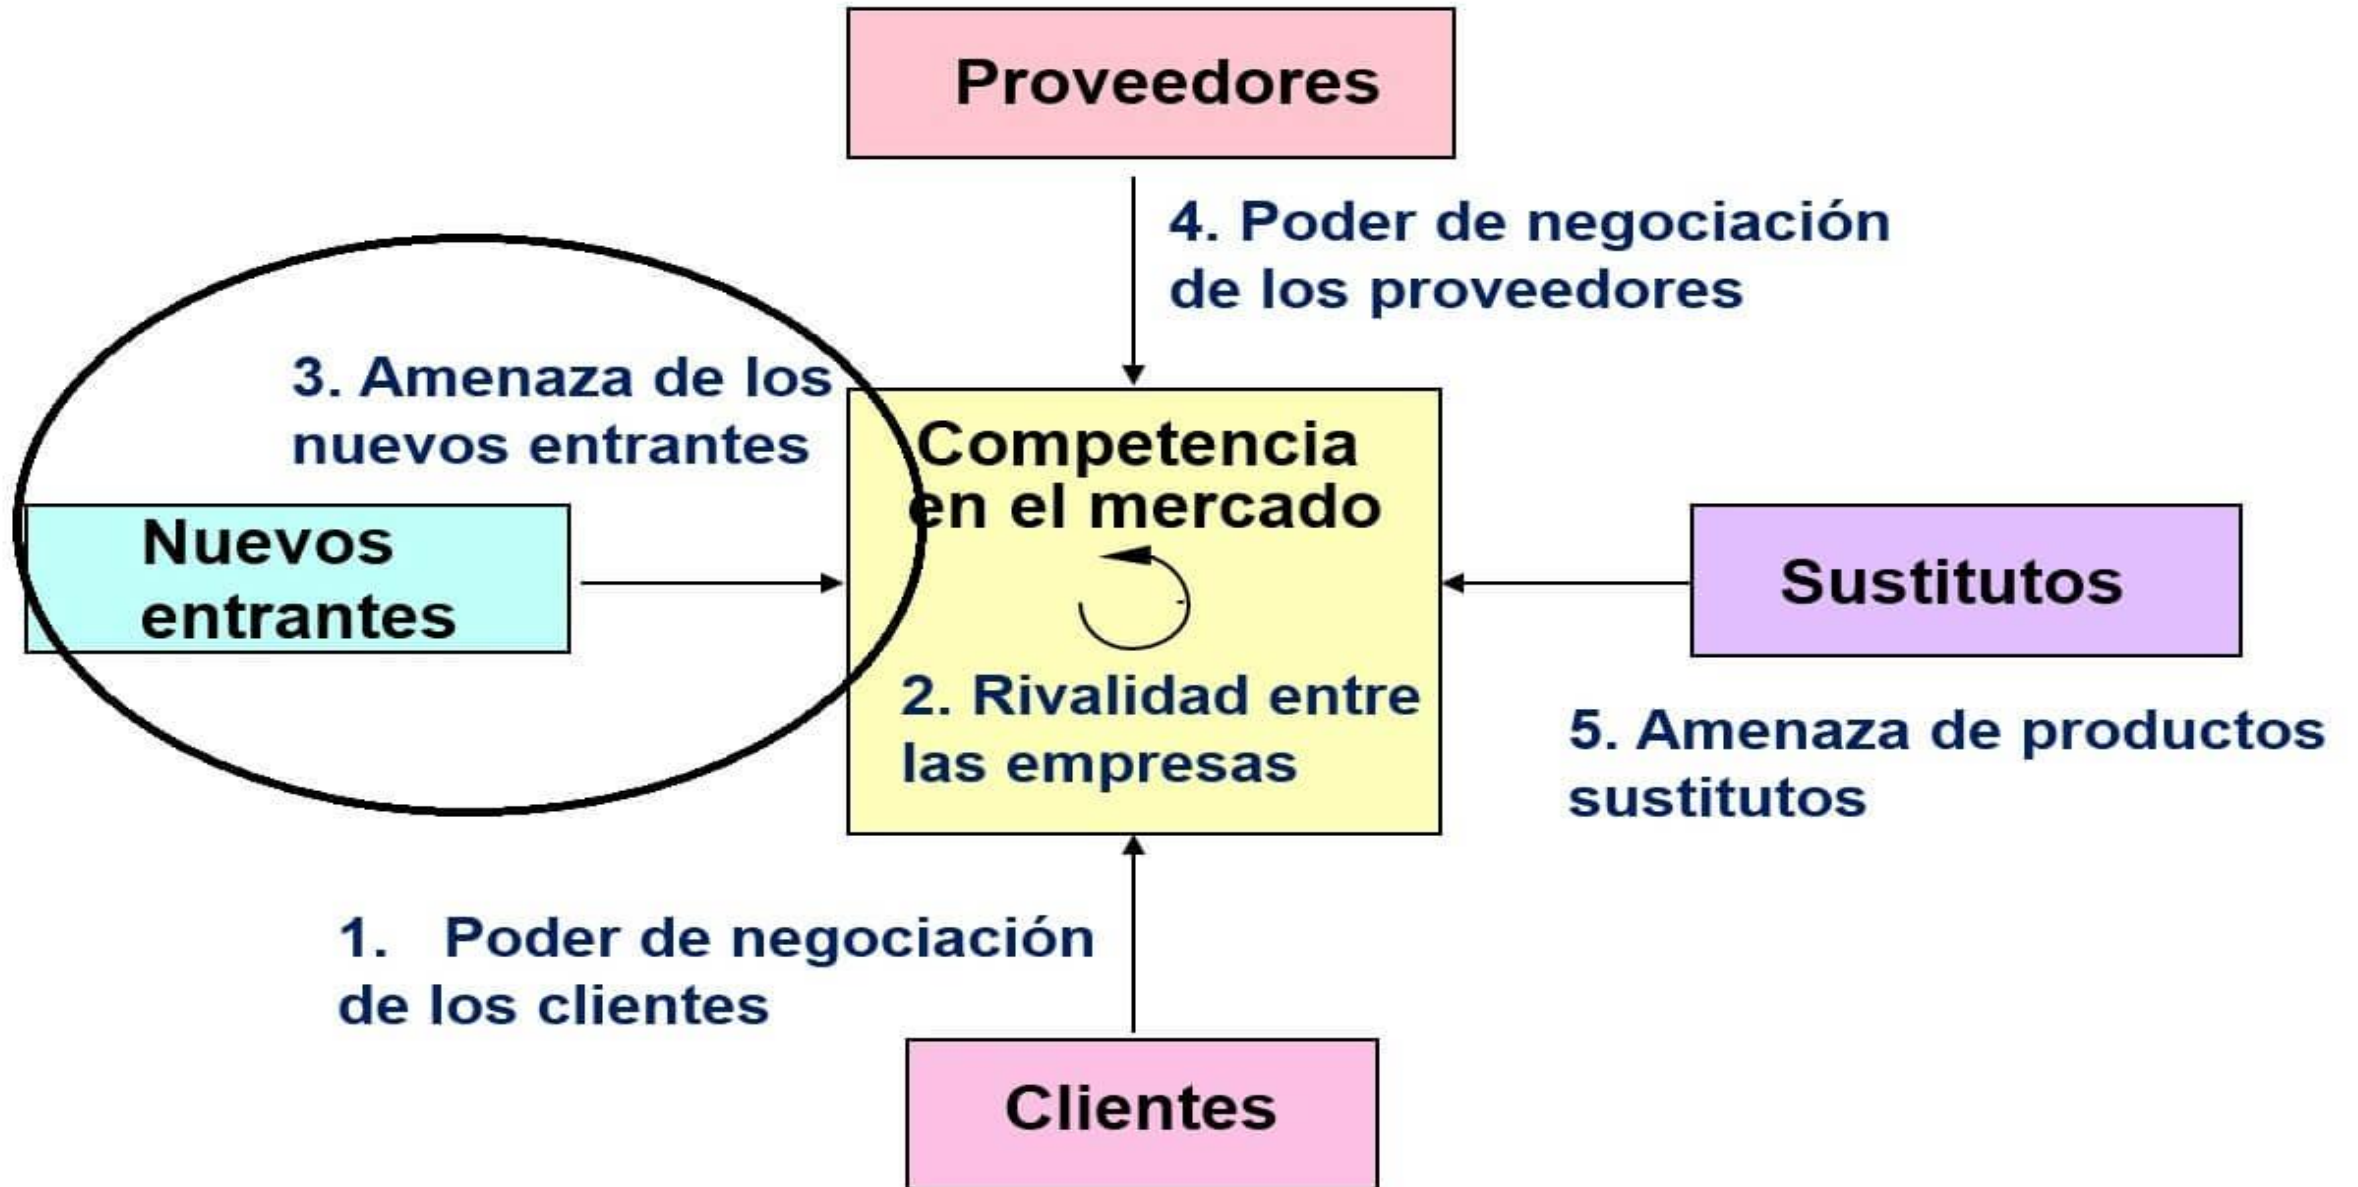 Proveedores
4. Poder de negociación
de los proveedores
3. Amenaza de los
nuevos entrantes
Nuevos
entrantes
Competencia
en el mercado
2. Rivalidad entre
las empresas
Sustitutos
5. Amenaza de productos
sustitutos
1. Poder de negociación
de los clientes
Clientes